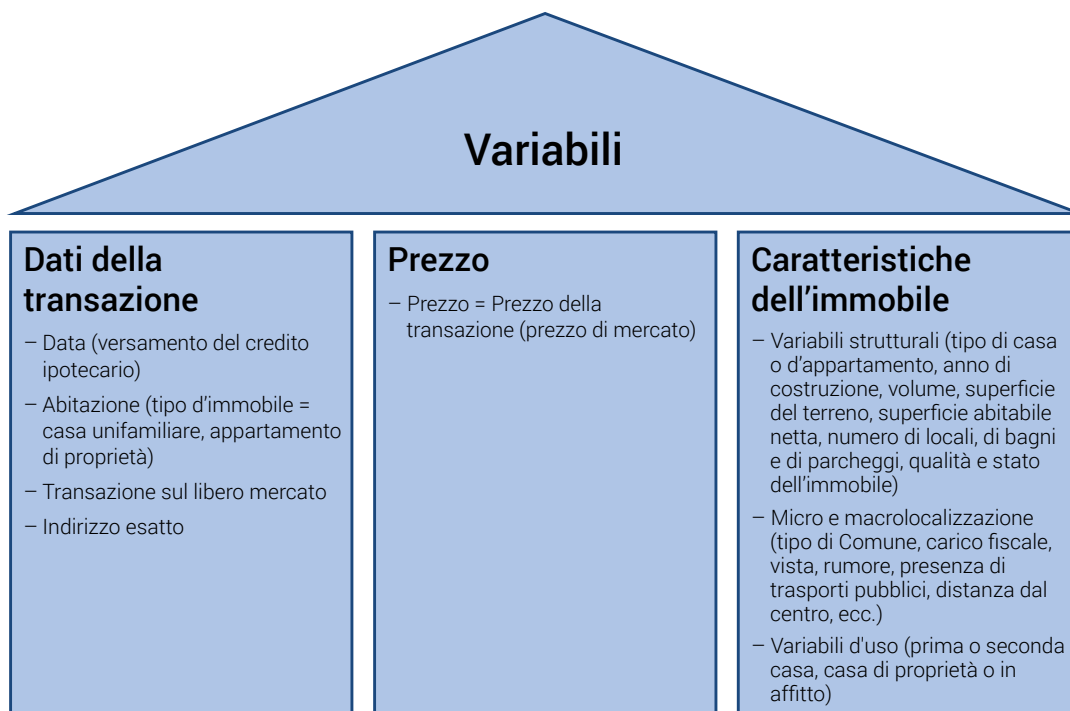 Variabili
Dati della
transazione
– Data (versamento del credito
ipotecario)
– Abitazione (tipo d’immobile =
casa unifamiliare, appartamento
di proprietà)
– Transazione sul libero mercato
– Indirizzo esatto
Prezzo
– Prezzo = Prezzo della
transazione (prezzo di mercato)
Caratteristiche
dell’immobile
– Variabili strutturali (tipo di casa
o d’appartamento, anno di
costruzione, volume, superficie
del terreno, superficie abitabile
netta, numero di locali, di bagni
e di parcheggi, qualità e stato
dell’immobile)
– Micro e macrolocalizzazione
(tipo di Comune, carico fiscale,
vista, rumore, presenza di
trasporti pubblici, distanza dal
centro, ecc.)
– Variabili d'uso (prima o seconda
casa, casa di proprietà o in
affitto)